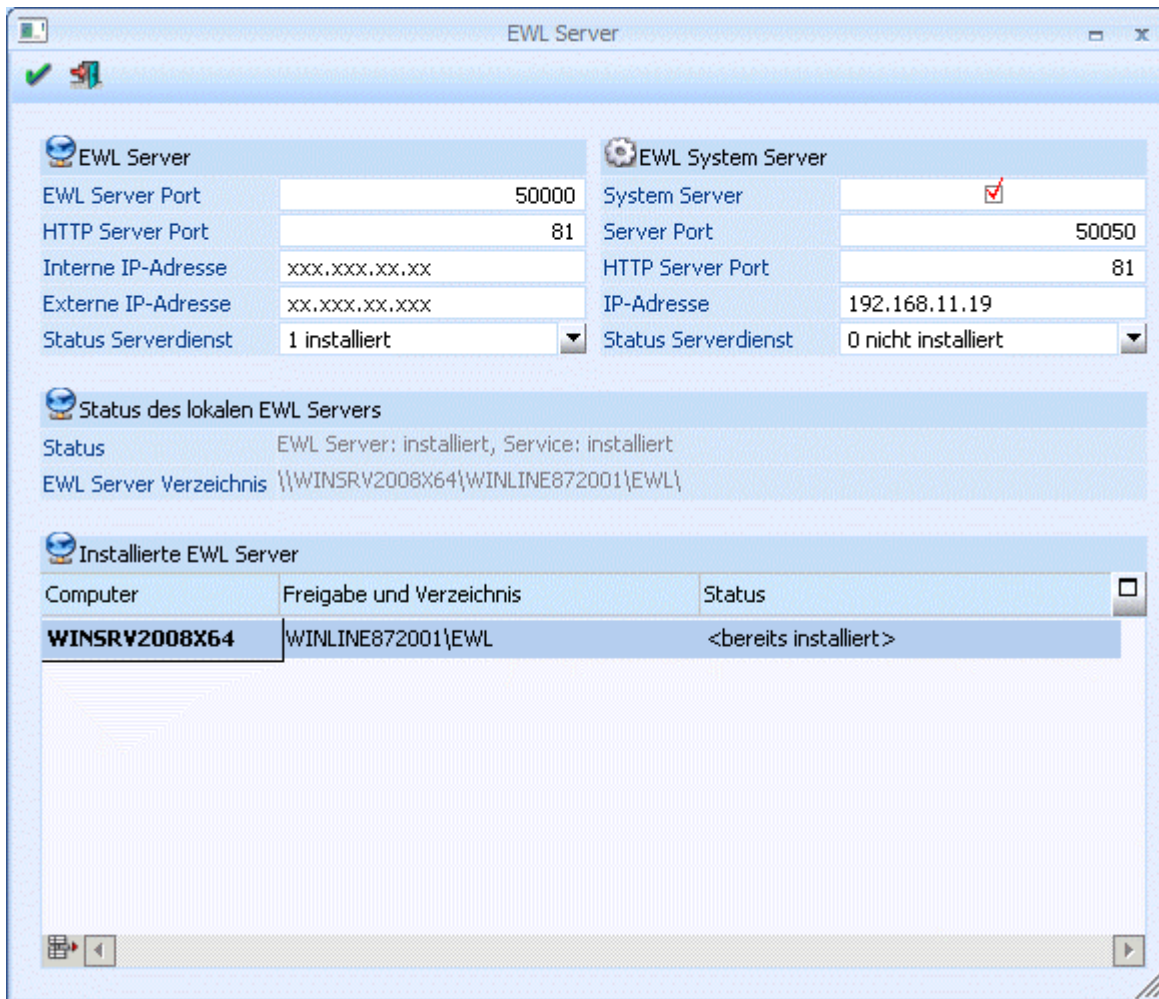 EWL Server
EWL Server
EWL Server Port 50000
HTTP Server Port 81
Interne IP-Adresse xxx.xxx.xx.xx
Externe IP-Adresse xx.xxx.xx.xxx
Status Serverdienst 1 installiert
EWL System Server
System Server
Server Port 50050
HTTP Server Port 81
IP-Adresse 192.168.11.19
Status Serverdienst 0 nicht installiert
Status des lokalen EWL Servers
Status EWL Server: installiert, Service: installiert
EWL Server Verzeichnis \\WINSRV2008X64\WINLINE872001\EWL\
Installierte EWL Server
Computer Freigabe und Verzeichnis Status
WINSRV2008X64 WINLINE872001\EWL <bereits installiert>